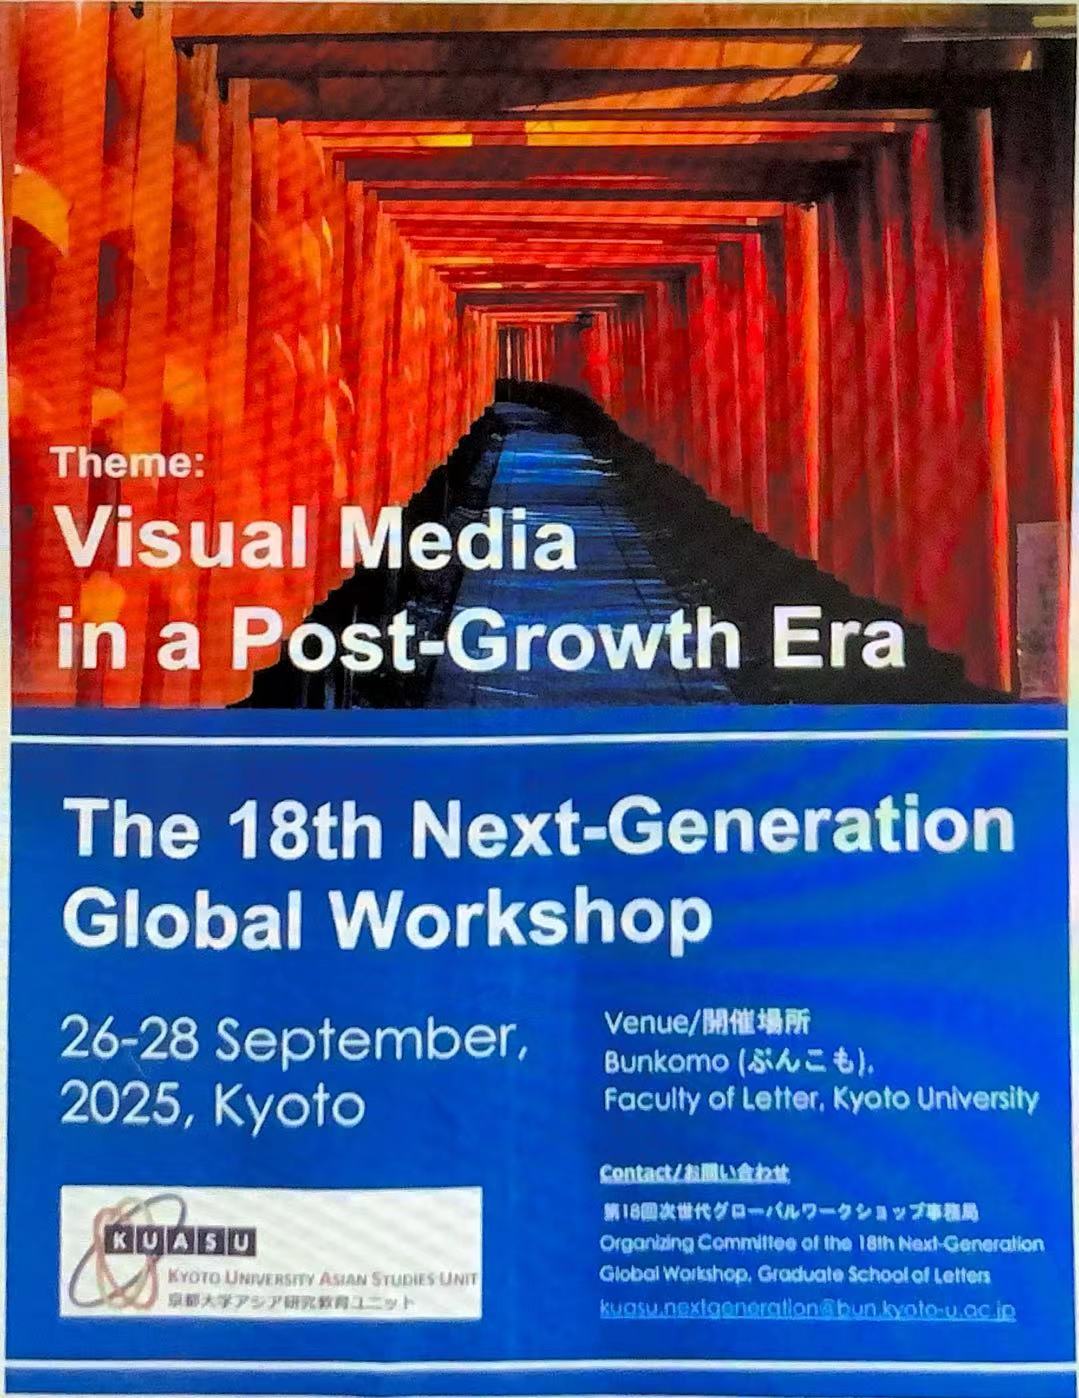 Theme:
Visual Media
in a Post-Growth Era
The 18th Next-Generation
Global Workshop
26-28 September,
2025, Kyoto
Venue/開催場所
Bunkomo (ぶんこも),
Faculty of Letter, Kyoto University
Contact/お問い合わせ
第18回次世代グローバルワークショップ事務局
Organizing Committee of the 18th Next-Generation
Global Workshop, Graduate School of Letters
kuasu.nextgeneration@bun.kyoto-u.ac.jp
KUASU
KYOTO UNIVERSITY ASIAN STUDIES UNIT
京都大学アジア研究教育ユニット